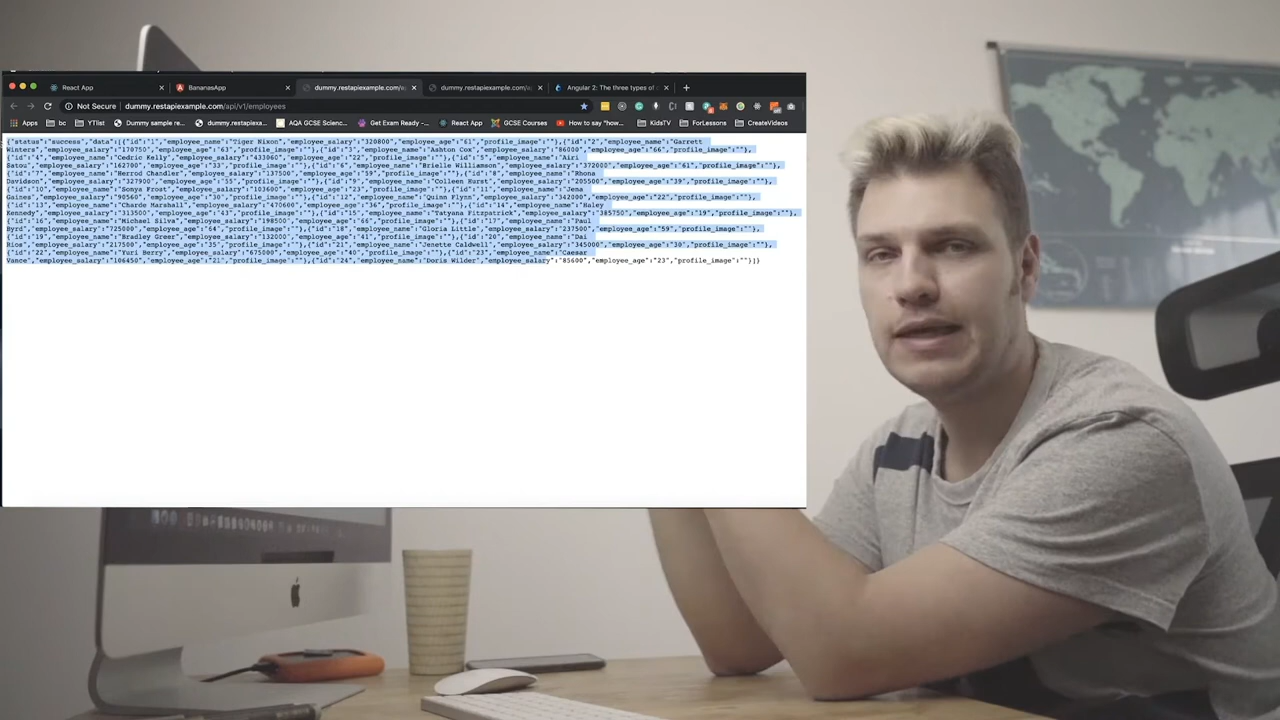 React App
BananasApp
dummy.restapiexample.com/
dummy.restapiexample.com/
Angular 2: The three types of
Not Secure | dummy.restapiexample.com/api/v1/employees
Apps bc YTlist Dummy sample re... dummy.restapiexa... AQA GCSE Scienc... Get Exam Ready -... React App GCSE Courses How to say "how... KidsTV ForLessons CreateVideos
{"status":"success","data":[{"id":"1","employee_name":"Tiger Nixon","employee_salary":"320800","employee_age":"61","profile_image":""},{"id":"2","employee_name":"Garrett
Winters","employee_salary":"170750","employee_age":"63","profile_image":""},{"id":"3","employee_name":"Ashton Cox","employee_salary":"86000","employee_age":"66","profile_image":""},
{"id":"4","employee_name":"Cedric Kelly","employee_salary":"433060","employee_age":"22","profile_image":""},{"id":"5","employee_name":"Airi
Satou","employee_salary":"162700","employee_age":"33","profile_image":""},{"id":"6","employee_name":"Brielle Williamson","employee_salary":"372000","employee_age":"61","profile_image":""},
{"id":"7","employee_name":"Herrod Chandler","employee_salary":"137500","employee_age":"59","profile_image":""},{"id":"8","employee_name":"Rhona
Davidson","employee_salary":"327900","employee_age":"55","profile_image":""},{"id":"9","employee_name":"Colleen Hurst","employee_salary":"205500","employee_age":"39","profile_image":""},
{"id":"10","employee_name":"Sonya Frost","employee_salary":"103600","employee_age":"23","profile_image":""},{"id":"11","employee_name":"Jena
Gaines","employee_salary":"90560","employee_age":"30","profile_image":""},{"id":"12","employee_name":"Quinn Flynn","employee_salary":"342000","employee_age":"22","profile_image":""},
{"id":"13","employee_name":"Charde Marshall","employee_salary":"470600","employee_age":"36","profile_image":""},{"id":"14","employee_name":"Haley
Kennedy","employee_salary":"313500","employee_age":"43","profile_image":""},{"id":"15","employee_name":"Tatyana Fitzpatrick","employee_salary":"385750","employee_age":"19","profile_image":""},
{"id":"16","employee_name":"Michael Silva","employee_salary":"198500","employee_age":"66","profile_image":""},{"id":"17","employee_name":"Paul
Byrd","employee_salary":"725000","employee_age":"64","profile_image":""},{"id":"18","employee_name":"Gloria Little","employee_salary":"237500","employee_age":"59","profile_image":""},
{"id":"19","employee_name":"Bradley Greer","employee_salary":"132000","employee_age":"41","profile_image":""},{"id":"20","employee_name":"Dai
Rios","employee_salary":"217500","employee_age":"35","profile_image":""},{"id":"21","employee_name":"Jenette Caldwell","employee_salary":"345000","employee_age":"30","profile_image":""},
{"id":"22","employee_name":"Yuri Berry","employee_salary":"675000","employee_age":"40","profile_image":""},{"id":"23","employee_name":"Caesar
Vance","employee_salary":"106450","employee_age":"21","profile_image":""},{"id":"24","employee_name":"Doris Wilder","employee_salary":"85600","employee_age":"23","profile_image":""}]}